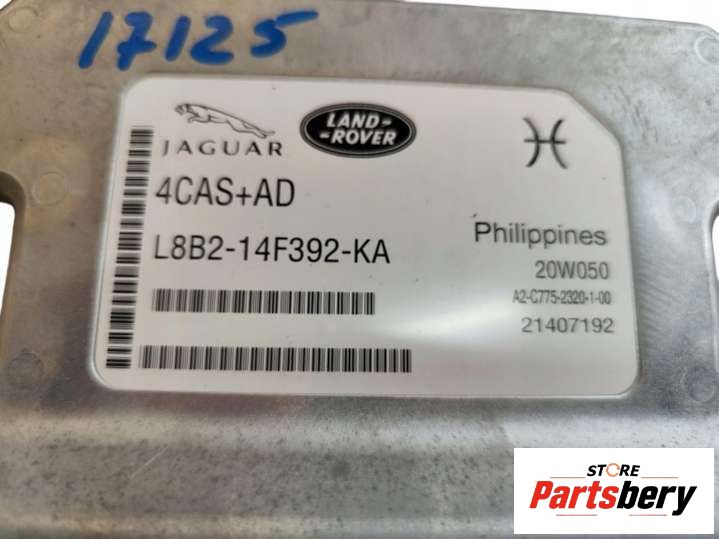 17125
JAGUAR
LAND-
-ROVER
4CAS+AD
L8B2-14F392-KA
Philippines
20W050
A2-C775-2320-1-00
21407192
STORE
Partsbery